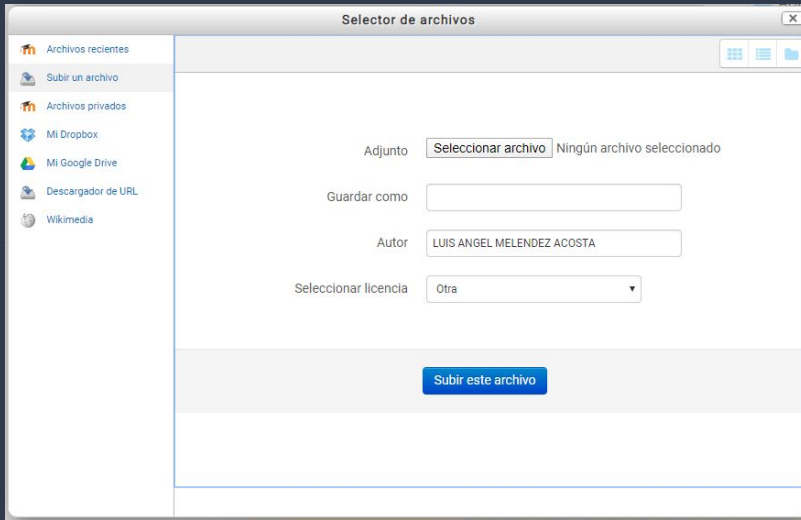 Selector de archivos
Archivos recientes
Subir un archivo
Archivos privados
Mi Dropbox
Mi Google Drive
Descargador de URL
Wikimedia
Adjunto Seleccionar archivo Ningún archivo seleccionado
Guardar como
Autor LUIS ANGEL MELENDEZ ACOSTA
Seleccionar licencia Otra
Subir este archivo